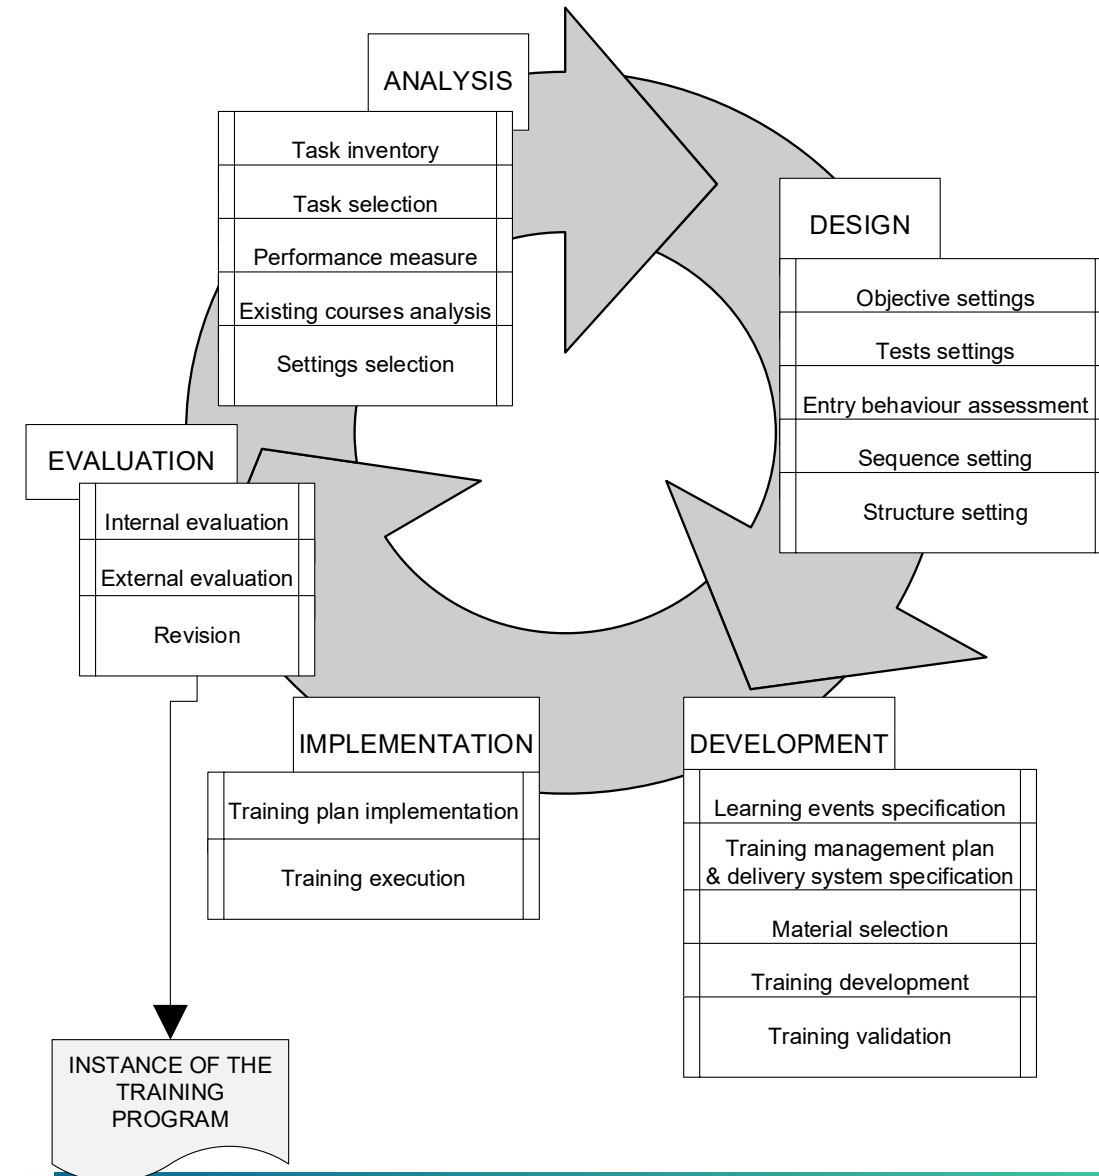 ANALYSIS
Task inventory
Task selection
Performance measure
Existing courses analysis
Settings selection
DESIGN
Objective settings
Tests settings
Entry behaviour assessment
Sequence setting
Structure setting
EVALUATION
Internal evaluation
External evaluation
Revision
IMPLEMENTATION
Training plan implementation
Training execution
DEVELOPMENT
Learning events specification
Training management plan
& delivery system specification
Material selection
Training development
Training validation
INSTANCE OF THE
TRAINING
PROGRAM